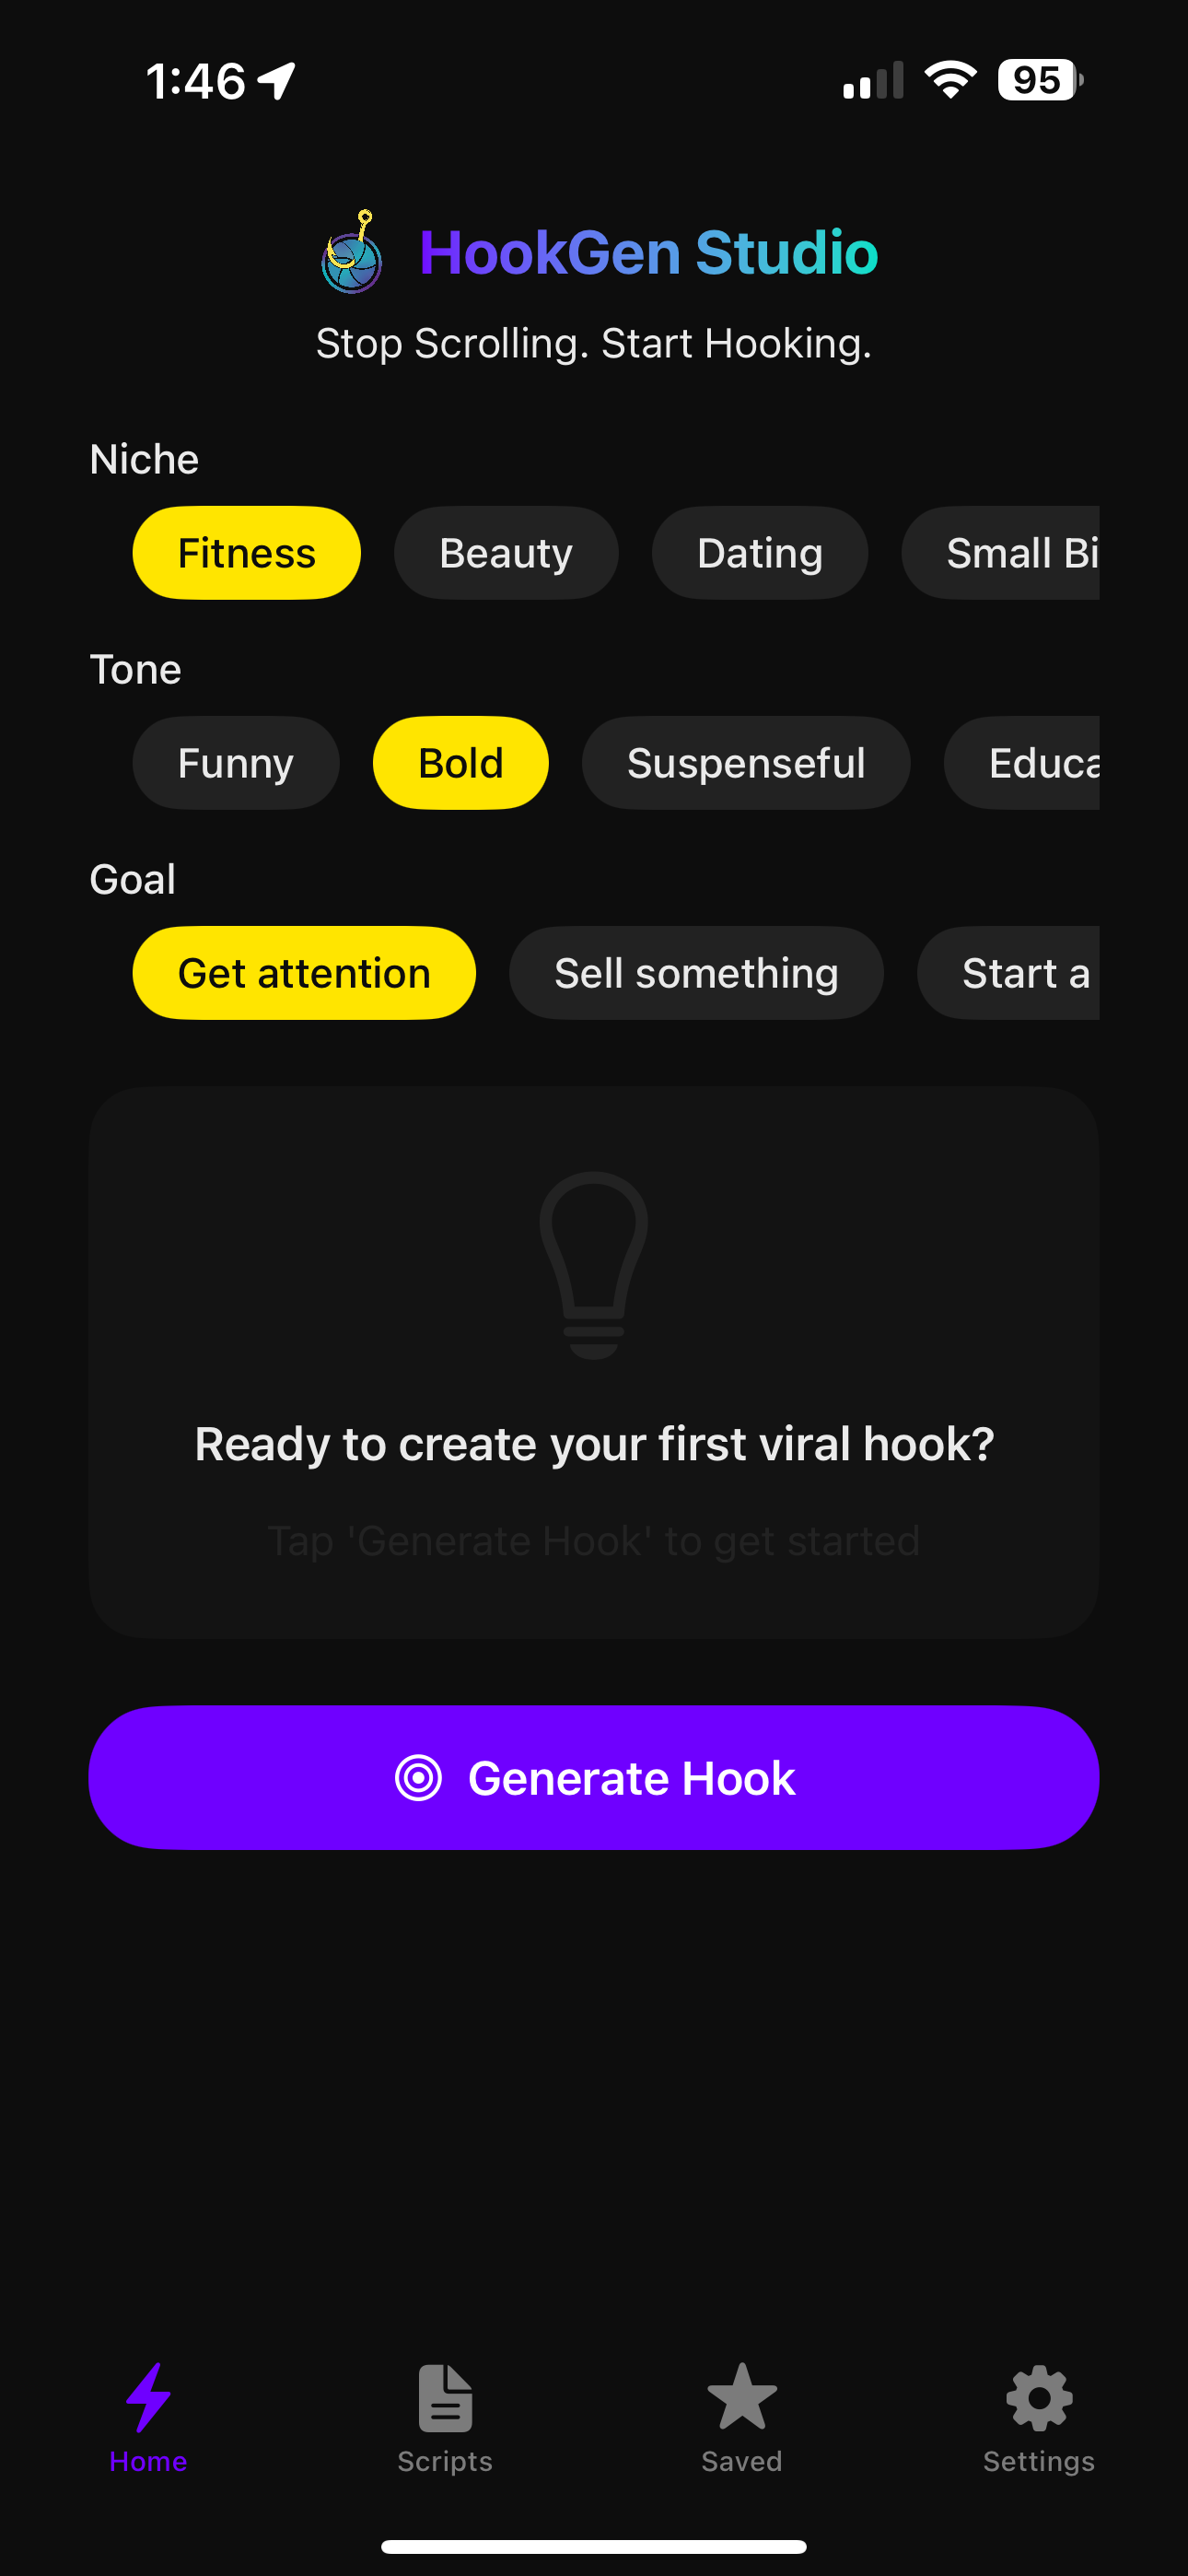 1:46
95
HookGen Studio
Stop Scrolling. Start Hooking.
Niche
Fitness Beauty Dating Small Bi
Tone
Funny Bold Suspenseful Educa
Goal
Get attention Sell something Start a
Ready to create your first viral hook?
Tap 'Generate Hook' to get started
Generate Hook
Home Scripts Saved Settings